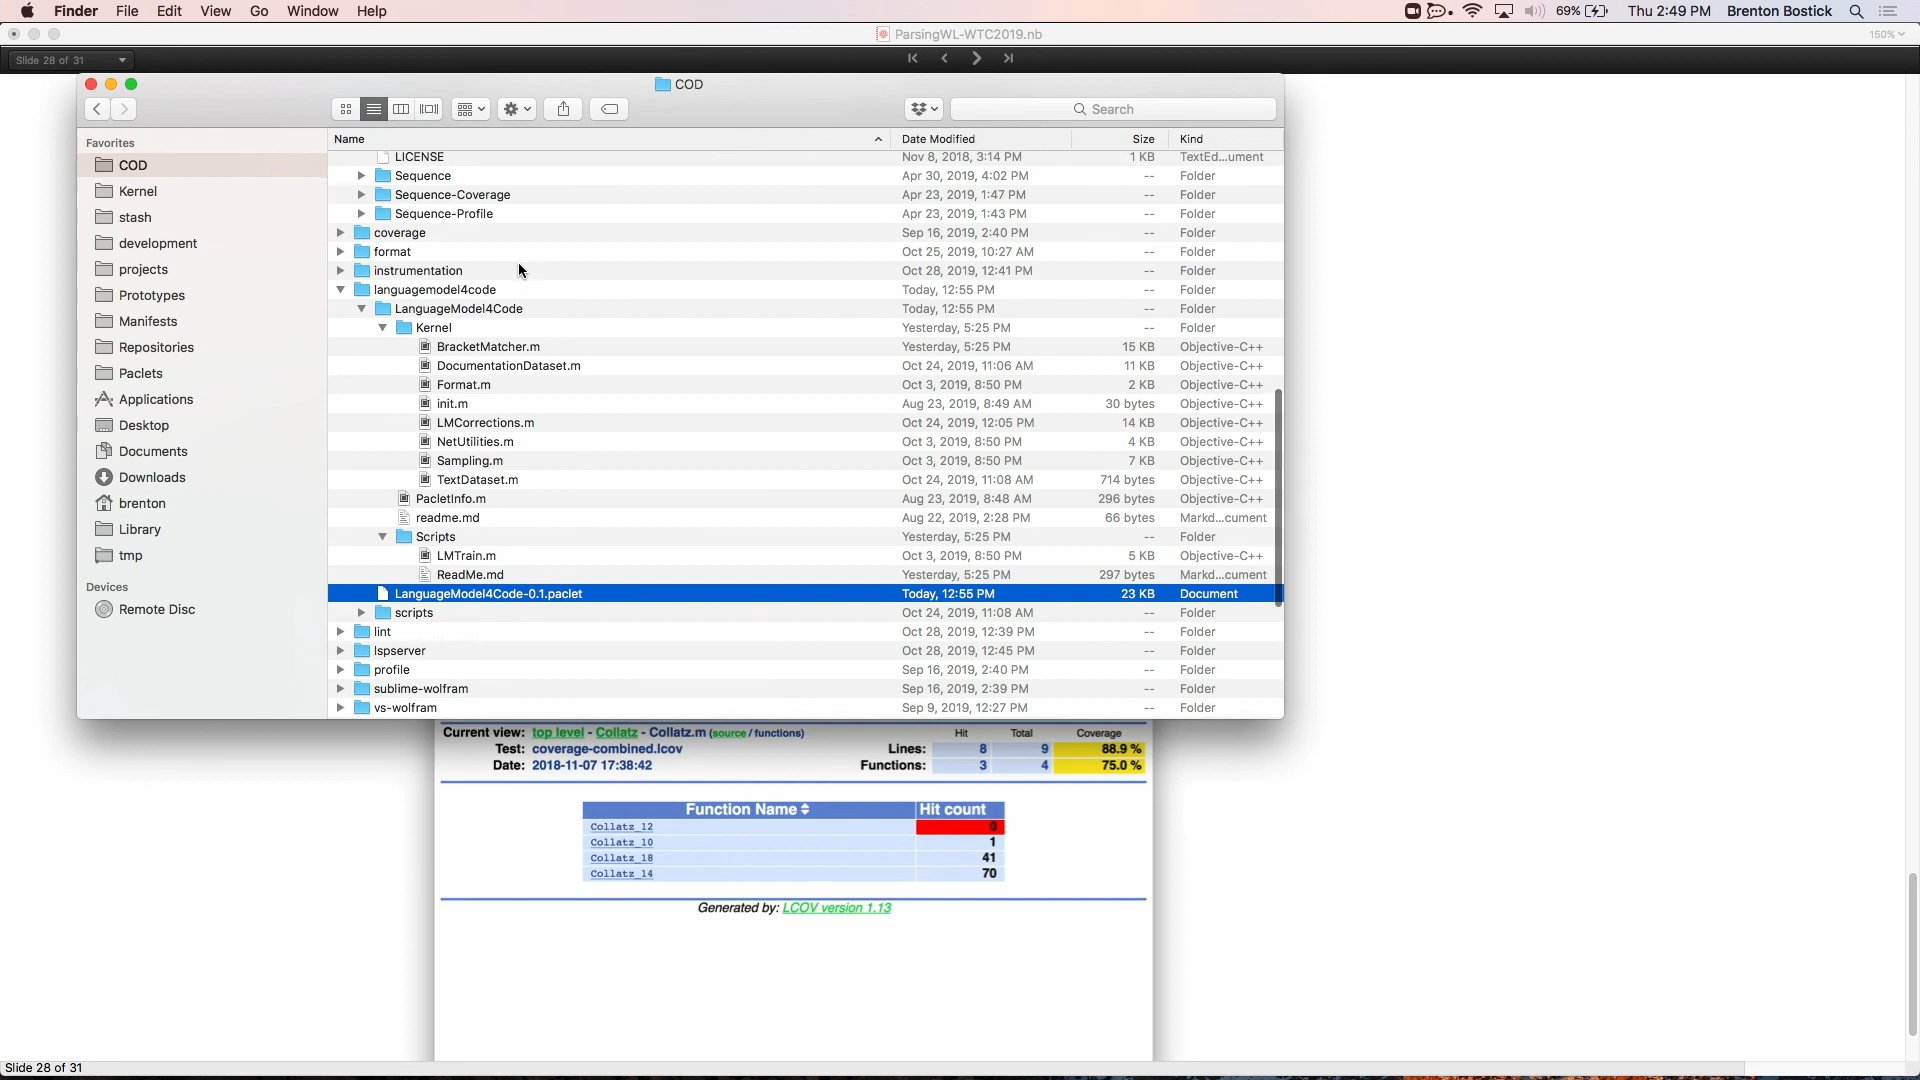 Finder File Edit View Go Window Help 69% Thu 2:49 PM Brenton Bostick
ParsingWL-WTC2019.nb 150%
Slide 28 of 31
COD
Search
Favorites
COD
Kernel
stash
development
projects
Prototypes
Manifests
Repositories
Paclets
Applications
Desktop
Documents
Downloads
brenton
Library
tmp
Devices
Remote Disc
Name Date Modified Size Kind
LICENSE Nov 8, 2018, 3:14 PM 1 KB TextEd...ument
Sequence Apr 30, 2019, 4:02 PM -- Folder
Sequence-Coverage Apr 23, 2019, 1:47 PM -- Folder
Sequence-Profile Apr 23, 2019, 1:43 PM -- Folder
coverage Sep 16, 2019, 2:40 PM -- Folder
format Oct 25, 2019, 10:27 AM -- Folder
instrumentation Oct 28, 2019, 12:41 PM -- Folder
languagemodel4code Today, 12:55 PM -- Folder
LanguageModel4Code Today, 12:55 PM -- Folder
Kernel Yesterday, 5:25 PM -- Folder
BracketMatcher.m Yesterday, 5:25 PM 15 KB Objective-C++
DocumentationDataset.m Oct 24, 2019, 11:06 AM 11 KB Objective-C++
Format.m Oct 3, 2019, 8:50 PM 2 KB Objective-C++
init.m Aug 23, 2019, 8:49 AM 30 bytes Objective-C++
LMCorrections.m Oct 24, 2019, 12:05 PM 14 KB Objective-C++
NetUtilities.m Oct 3, 2019, 8:50 PM 4 KB Objective-C++
Sampling.m Oct 3, 2019, 8:50 PM 7 KB Objective-C++
TextDataset.m Oct 24, 2019, 11:08 AM 714 bytes Objective-C++
PacletInfo.m Aug 23, 2019, 8:48 AM 296 bytes Objective-C++
readme.md Aug 22, 2019, 2:28 PM 66 bytes Markd...cument
Scripts Yesterday, 5:25 PM -- Folder
LMTrain.m Oct 3, 2019, 8:50 PM 5 KB Objective-C++
ReadMe.md Yesterday, 5:25 PM 297 bytes Markd...cument
LanguageModel4Code-0.1.paclet Today, 12:55 PM 23 KB Document
scripts Oct 24, 2019, 11:08 AM -- Folder
lint Oct 28, 2019, 12:39 PM -- Folder
lspserver Oct 28, 2019, 12:45 PM -- Folder
profile Sep 16, 2019, 2:40 PM -- Folder
sublime-wolfram Sep 16, 2019, 2:39 PM -- Folder
vs-wolfram Sep 9, 2019, 12:27 PM -- Folder
Current view: top level - Collatz - Collatz.m (source / functions) Hit Total Coverage
Test: coverage-combined.lcov Lines: 8 9 88.9 %
Date: 2018-11-07 17:38:42 Functions: 3 4 75.0 %
Function Name Hit count
Collatz_12 0
Collatz_10 1
Collatz_18 41
Collatz_14 70
Generated by: LCOV version 1.13
Slide 28 of 31